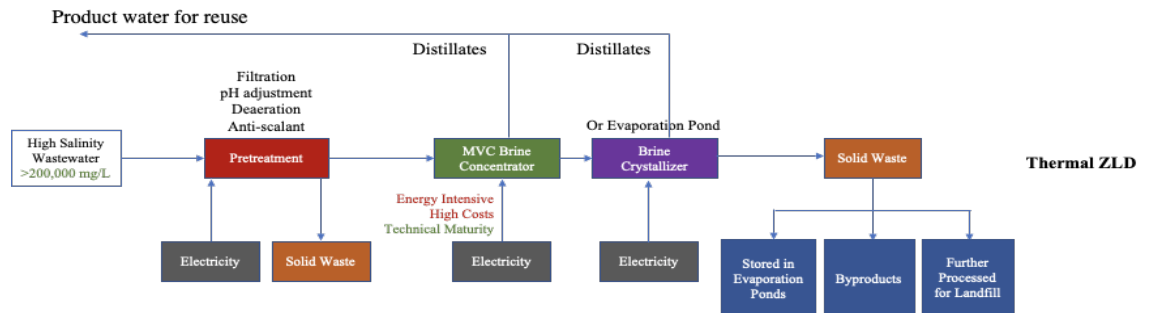 Product water for reuse
Distillates
Distillates
Filtration
pH adjustment
Deaeration
Anti-scalant
Or Evaporation Pond
High Salinity
Wastewater
>200,000 mg/L
Pretreatment
MVC Brine
Concentrator
Brine
Crystallizer
Solid Waste
Thermal ZLD
Energy Intensive
High Costs
Technical Maturity
Electricity
Solid Waste
Electricity
Electricity
Stored in
Evaporation
Ponds
Byproducts
Further
Processed
for Landfill